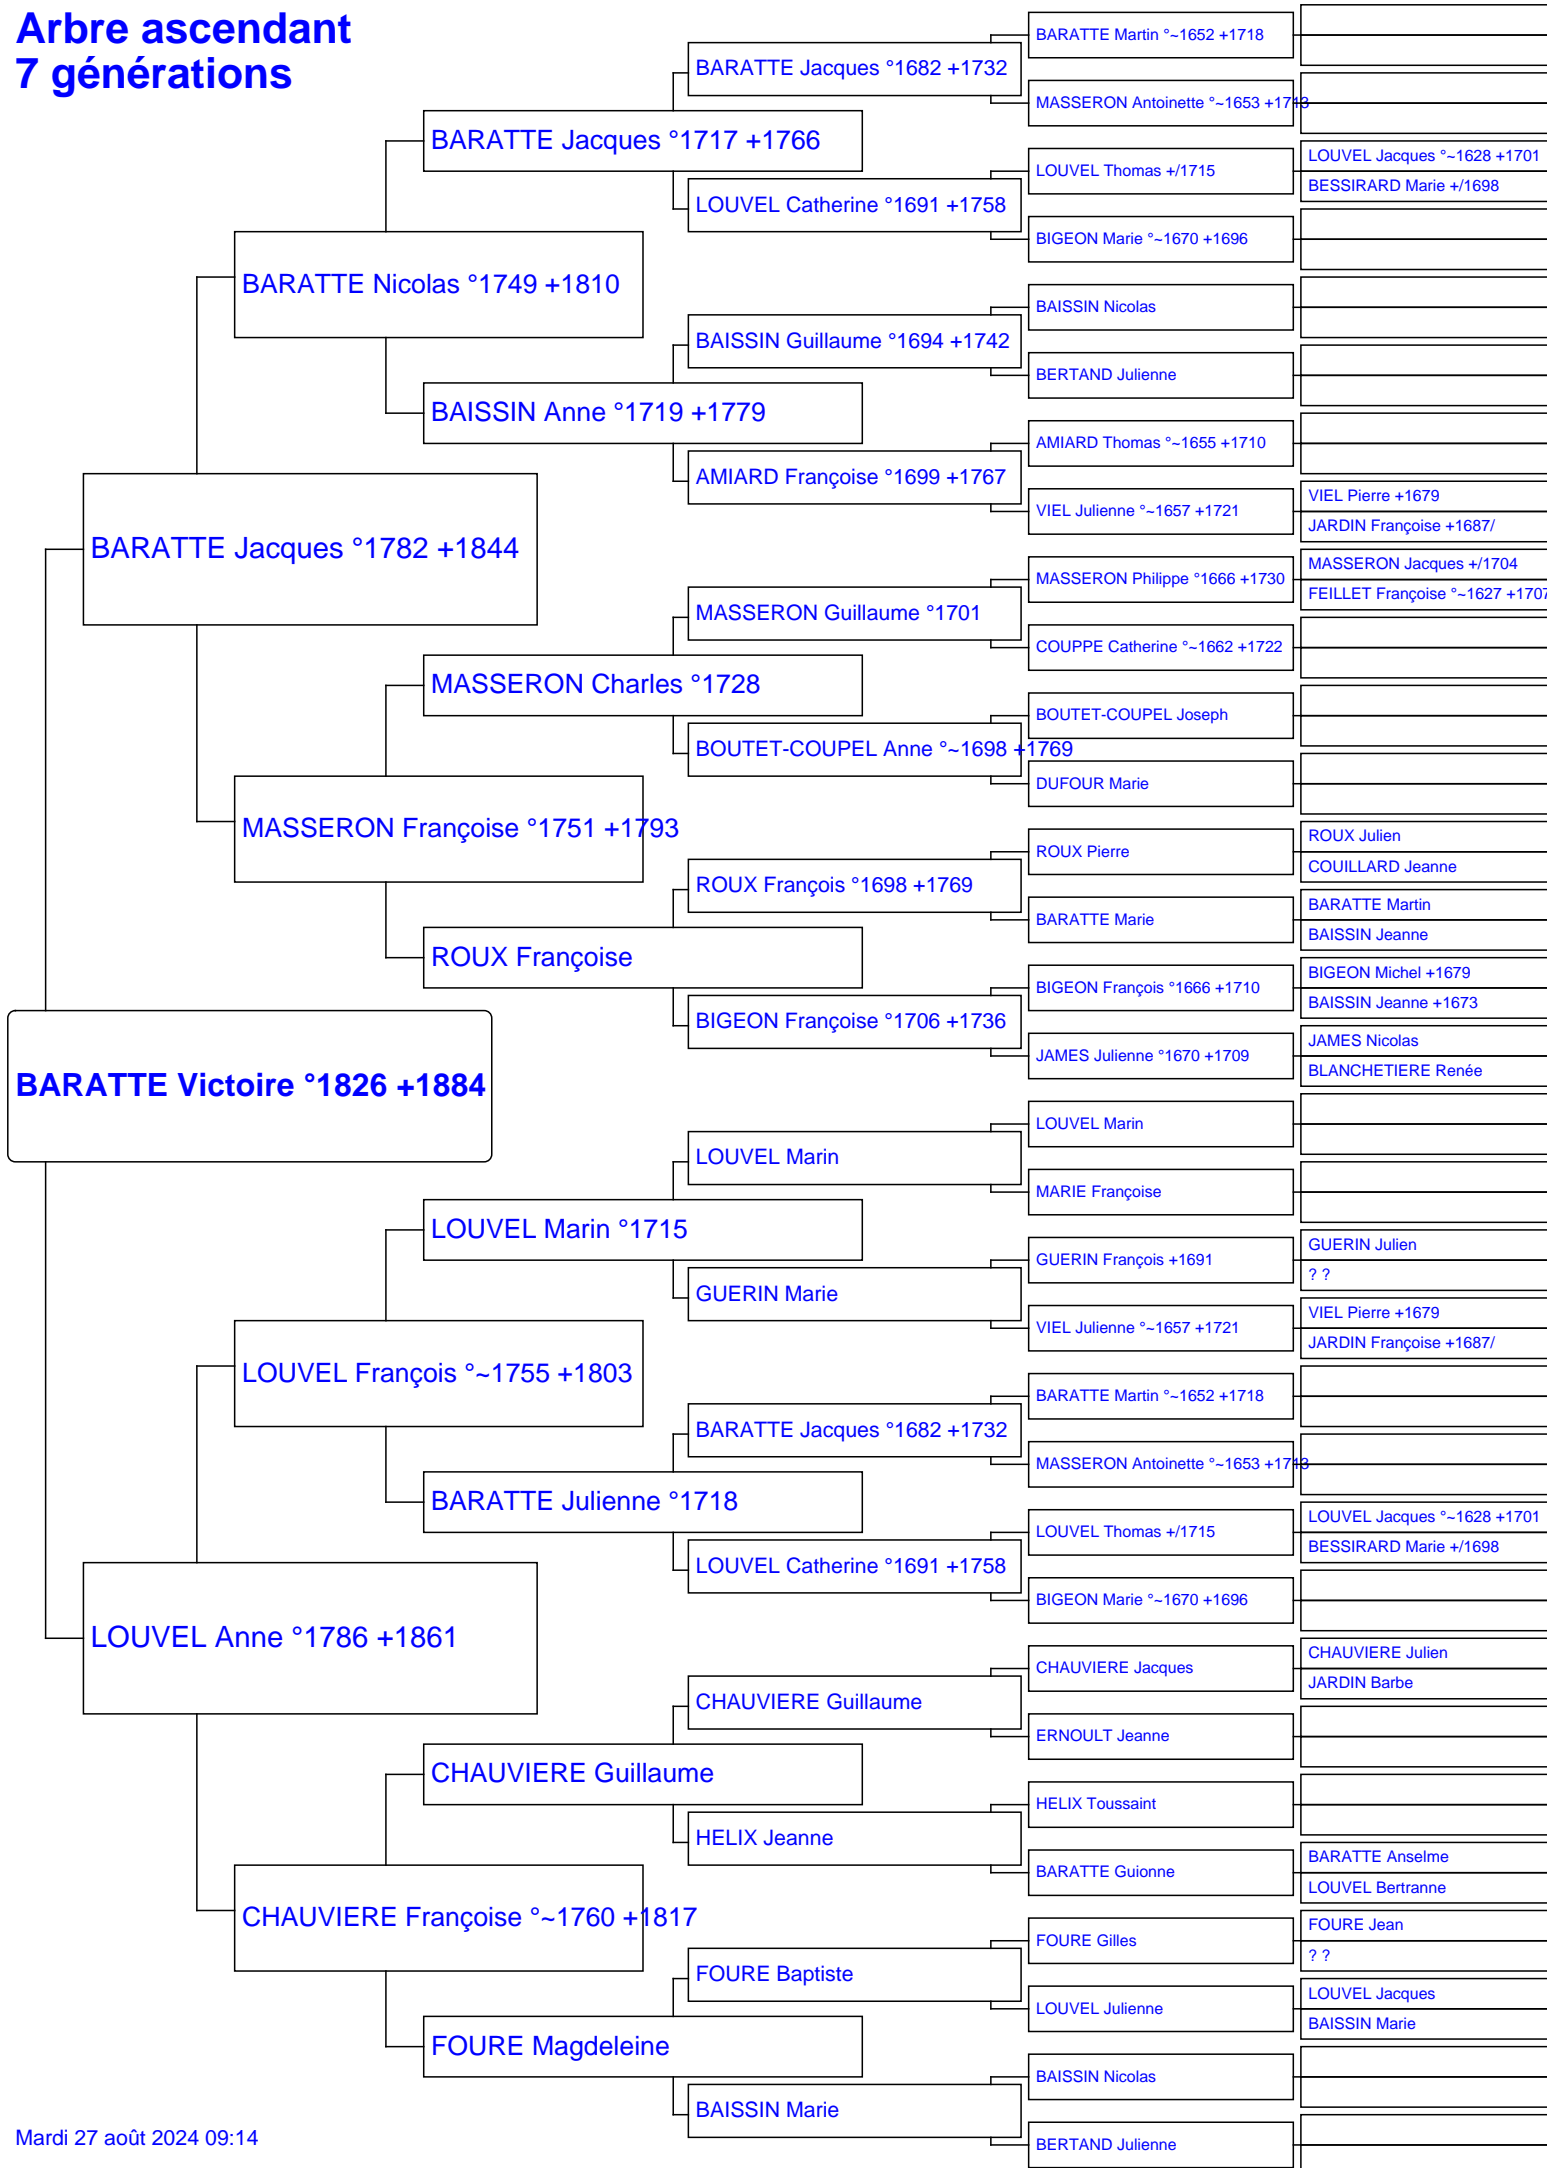 Arbre ascendant
7 générations
BARATTE Victoire °1826 +1884
BARATTE Jacques °1782 +1844
LOUVEL Anne °1786 +1861
BARATTE Nicolas °1749 +1810
MASSERON Françoise °1751 +1793
LOUVEL François °~1755 +1803
CHAUVIERE Françoise °~1760 +1817
BARATTE Jacques °1717 +1766
BAISSIN Anne °1719 +1779
MASSERON Charles °1728
ROUX Françoise
LOUVEL Marin °1715
BARATTE Julienne °1718
CHAUVIERE Guillaume
FOURE Magdeleine
BARATTE Jacques °1682 +1732
LOUVEL Catherine °1691 +1758
BAISSIN Guillaume °1694 +1742
AMIARD Françoise °1699 +1767
MASSERON Guillaume °1701
BOUTET-COUPEL Anne °~1698 +1769
ROUX François °1698 +1769
BIGEON Françoise °1706 +1736
LOUVEL Marin
GUERIN Marie
BARATTE Jacques °1682 +1732
LOUVEL Catherine °1691 +1758
CHAUVIERE Guillaume
HELIX Jeanne
FOURE Baptiste
BAISSIN Marie
BARATTE Martin °~1652 +1718
MASSERON Antoinette °~1653 +1713
LOUVEL Thomas +/1715
BIGEON Marie °~1670 +1696
BAISSIN Nicolas
BERTAND Julienne
AMIARD Thomas °~1655 +1710
VIEL Julienne °~1657 +1721
MASSERON Philippe °1666 +1730
COUPPE Catherine °~1662 +1722
BOUTET-COUPEL Joseph
DUFOUR Marie
ROUX Pierre
BARATTE Marie
BIGEON François °1666 +1710
JAMES Julienne °1670 +1709
LOUVEL Marin
MARIE Françoise
GUERIN François +1691
VIEL Julienne °~1657 +1721
BARATTE Martin °~1652 +1718
MASSERON Antoinette °~1653 +1713
LOUVEL Thomas +/1715
BIGEON Marie °~1670 +1696
CHAUVIERE Jacques
ERNOULT Jeanne
HELIX Toussaint
BARATTE Guionne
FOURE Gilles
LOUVEL Julienne
BAISSIN Nicolas
BERTAND Julienne
LOUVEL Jacques °~1628 +1701
BESSIRARD Marie +/1698
VIEL Pierre +1679
JARDIN Françoise +1687/
MASSERON Jacques +/1704
FEILLET Françoise °~1627 +1707
ROUX Julien
COUILLARD Jeanne
BARATTE Martin
BAISSIN Jeanne
BIGEON Michel +1679
BAISSIN Jeanne +1673
JAMES Nicolas
BLANCHETIERE Renée
GUERIN Julien
? ?
VIEL Pierre +1679
JARDIN Françoise +1687/
LOUVEL Jacques °~1628 +1701
BESSIRARD Marie +/1698
CHAUVIERE Julien
JARDIN Barbe
BARATTE Anselme
LOUVEL Bertranne
FOURE Jean
? ?
LOUVEL Jacques
BAISSIN Marie
Mardi 27 août 2024 09:14